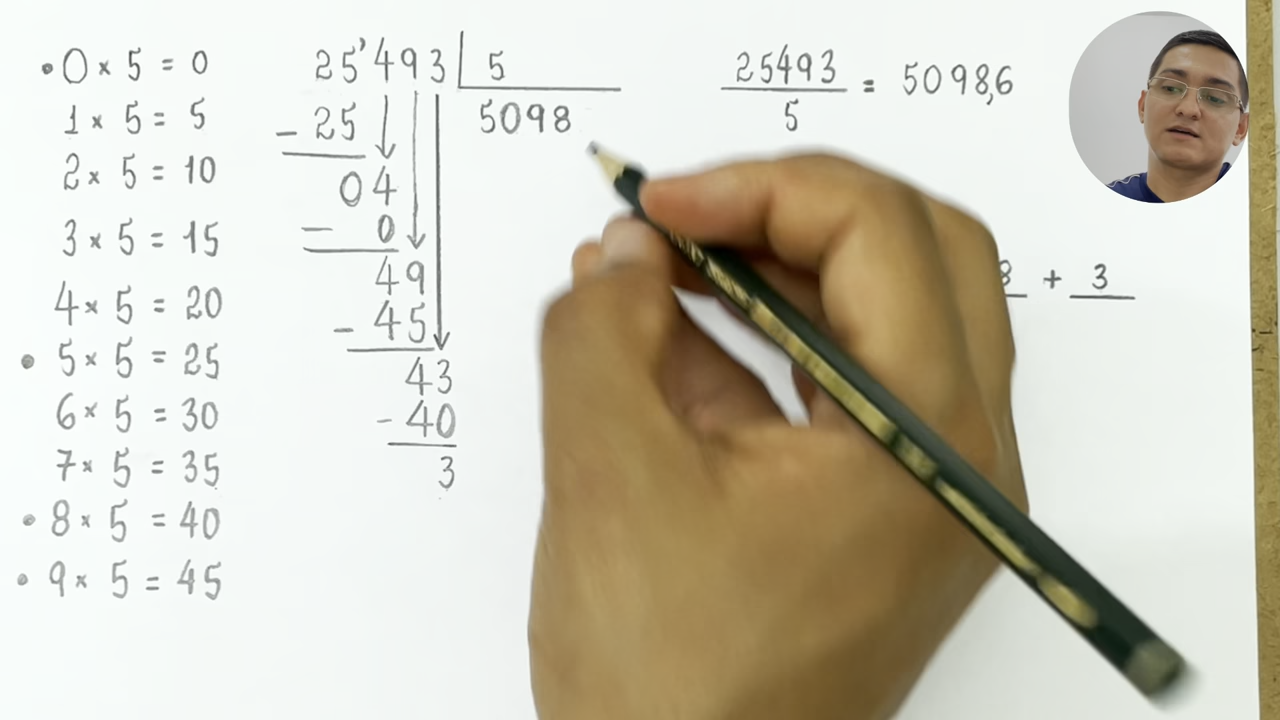 0 × 5 = 0
1 × 5 = 5
2 × 5 = 10
3 × 5 = 15
4 × 5 = 20
5 × 5 = 25
6 × 5 = 30
7 × 5 = 35
8 × 5 = 40
9 × 5 = 45
25'493 5
- 25 5098
04
- 0
49
- 45
43
- 40
3
25493
5
= 5098,6
8 + 3